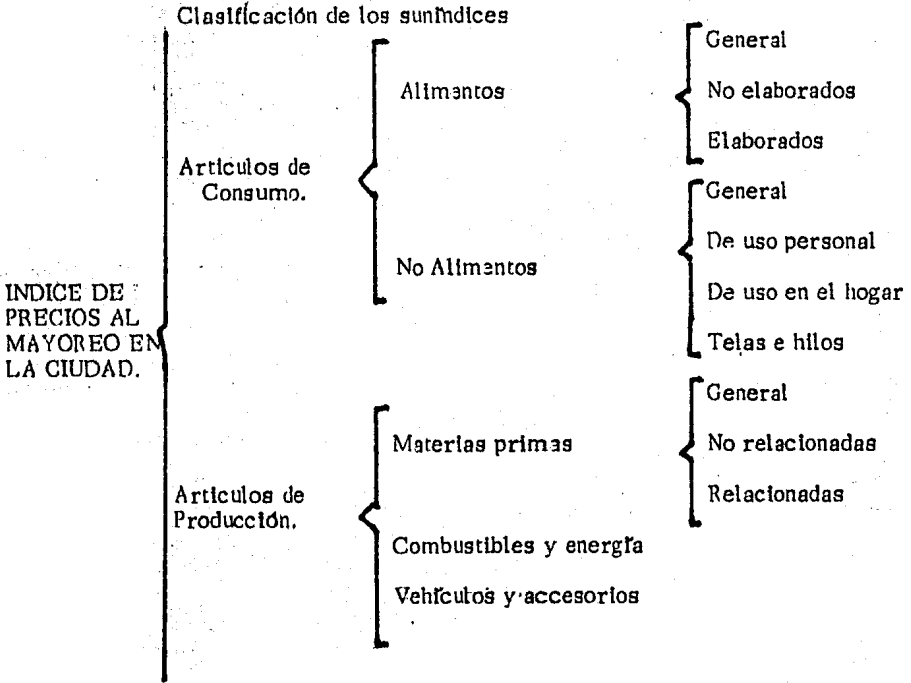 Clasificación de los sunindices
INDICE DE
PRECIOS AL
MAYOREO EN
LA CIUDAD.
Articulos de
Consumo.
Alimentos
General
No elaborados
Elaborados
No Alimentos
General
De uso personal
De uso en el hogar
Telas e hilos
Articulos de
Producción.
Materias primas
General
No relacionadas
Relacionadas
Combustibles y energía
Vehículos y accesorios